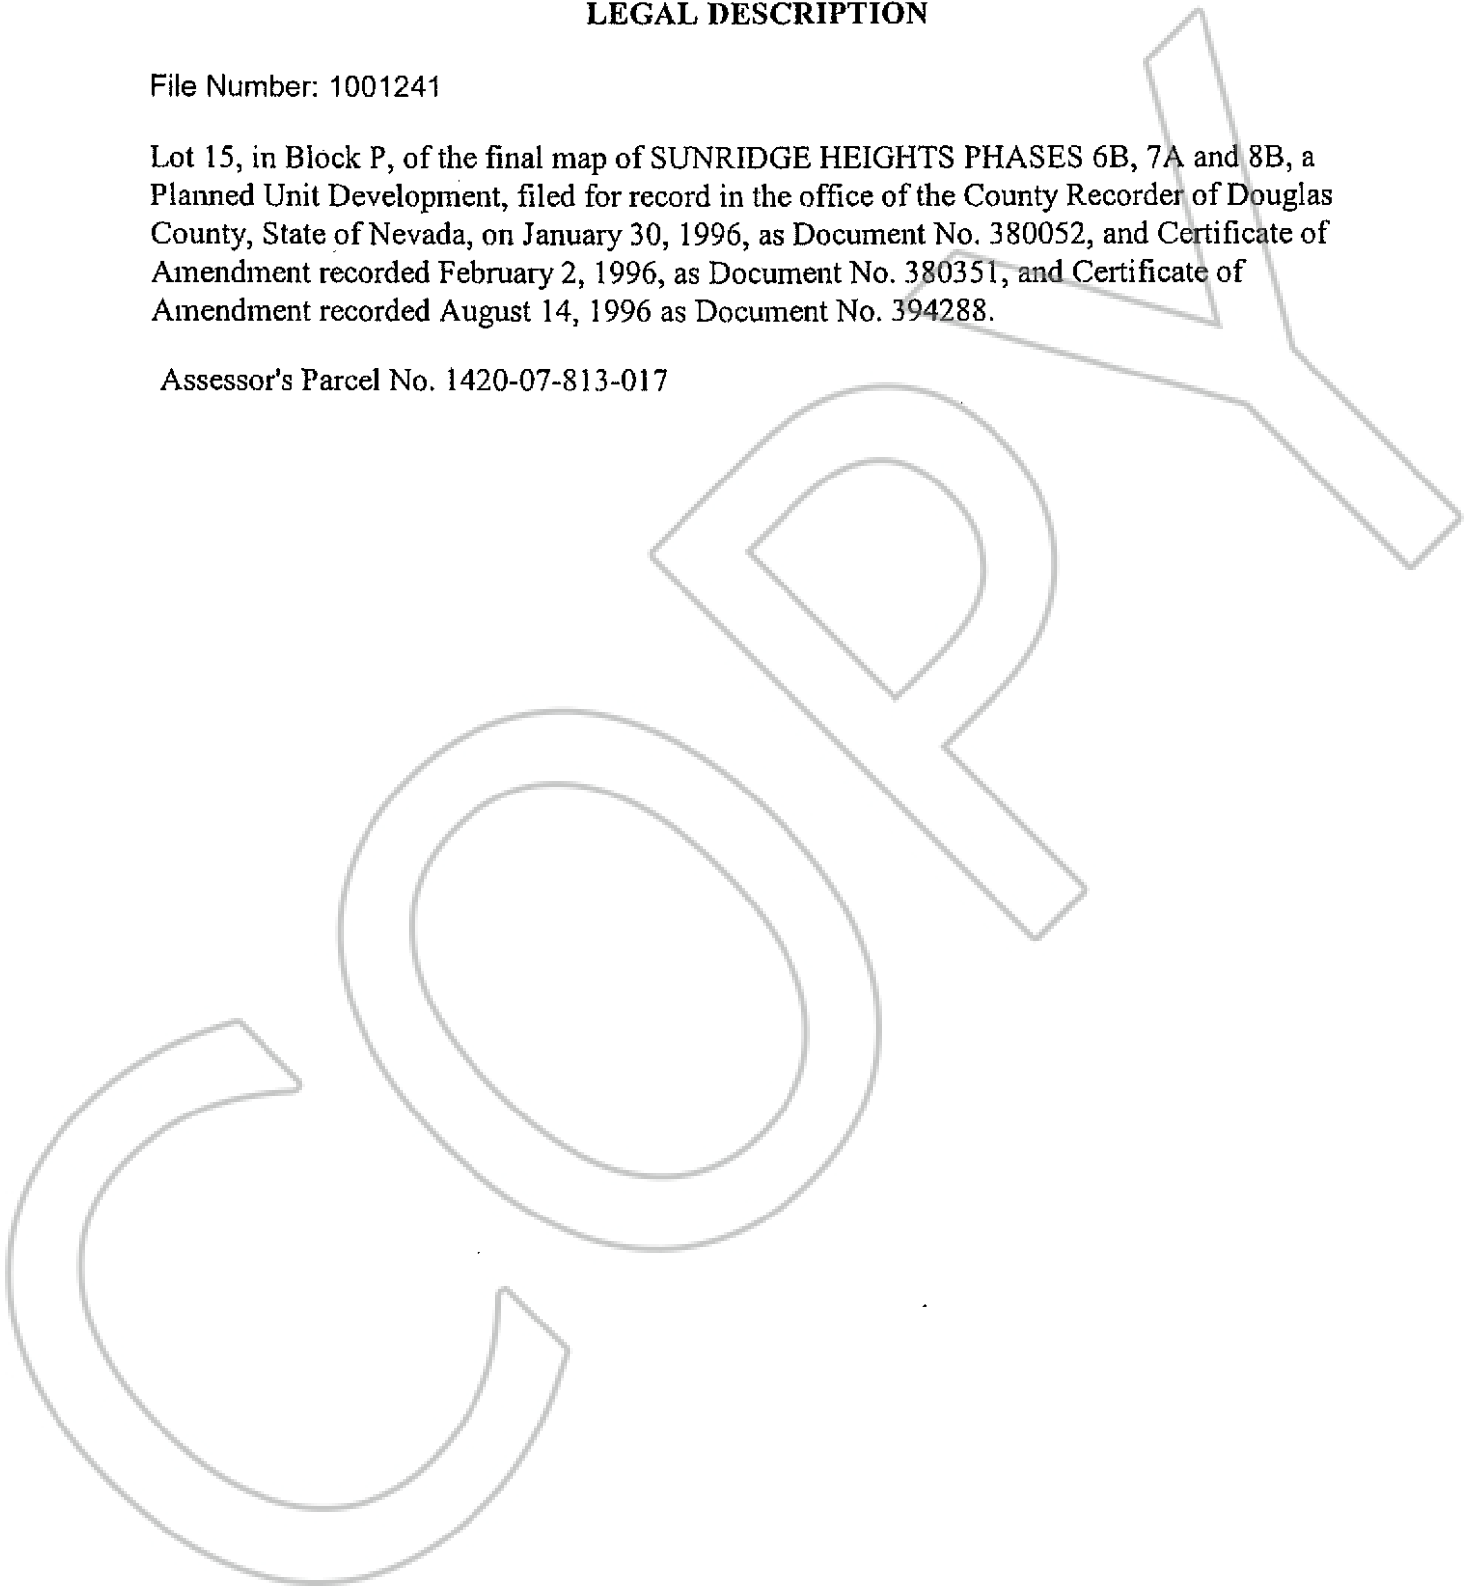 LEGAL DESCRIPTION
File Number: 1001241
Lot 15, in Block P, of the final map of SUNRIDGE HEIGHTS PHASES 6B, 7A and 8B, a
Planned Unit Development, filed for record in the office of the County Recorder of Douglas
County, State of Nevada, on January 30, 1996, as Document No. 380052, and Certificate of
Amendment recorded February 2, 1996, as Document No. 380351, and Certificate of
Amendment recorded August 14, 1996 as Document No. 394288.
Assessor's Parcel No. 1420-07-813-017
COPY